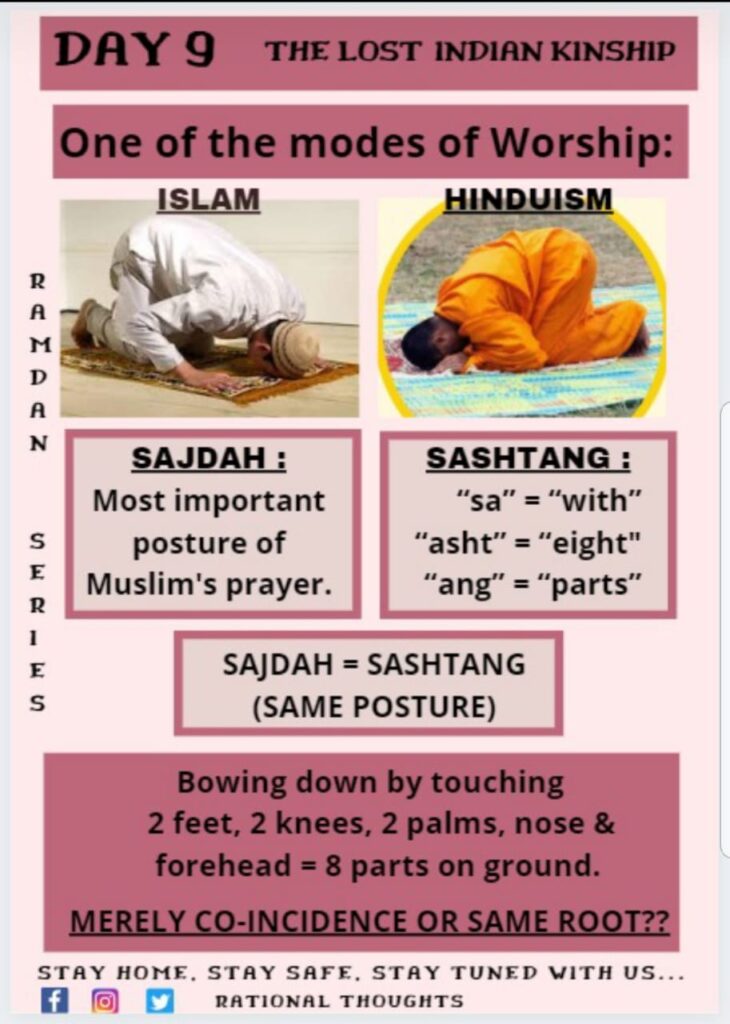 DAY 9 THE LOST INDIAN KINSHIP
One of the modes of Worship:
ISLAM
HINDUISM
RAMDAN SERIES
SAJDAH :
Most important
posture of
Muslim's prayer.
SASHTANG :
“sa” = “with”
“asht” = “eight"
“ang” = “parts”
SAJDAH = SASHTANG
(SAME POSTURE)
Bowing down by touching
2 feet, 2 knees, 2 palms, nose &
forehead = 8 parts on ground.
MERELY CO-INCIDENCE OR SAME ROOT??
STAY HOME, STAY SAFE, STAY TUNED WITH US...
RATIONAL THOUGHTS